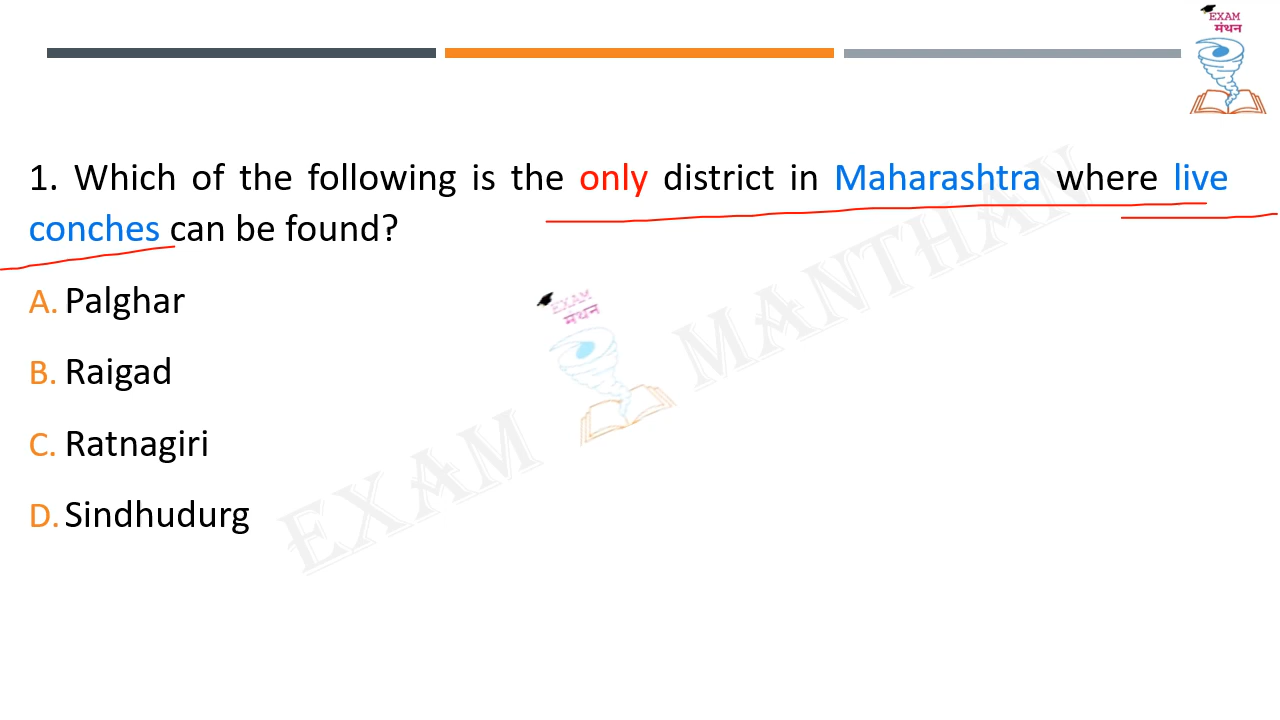 EXAM
मंथन
1. Which of the following is the only district in Maharashtra where live
conches can be found?
A. Palghar
B. Raigad
C. Ratnagiri
D. Sindhudurg
EXAM
मंथन
EXAM MANTHAN